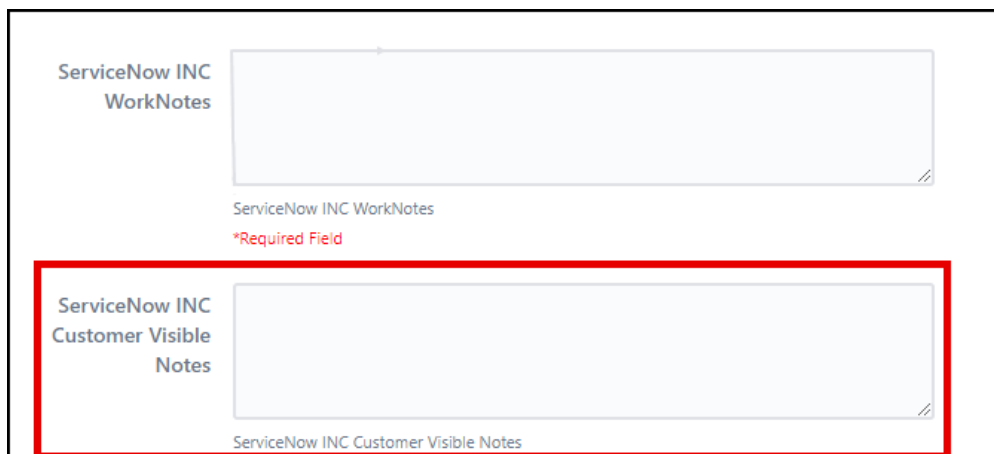 ServiceNow INC
WorkNotes
ServiceNow INC WorkNotes
*Required Field
ServiceNow INC
Customer Visible
Notes
ServiceNow INC Customer Visible Notes